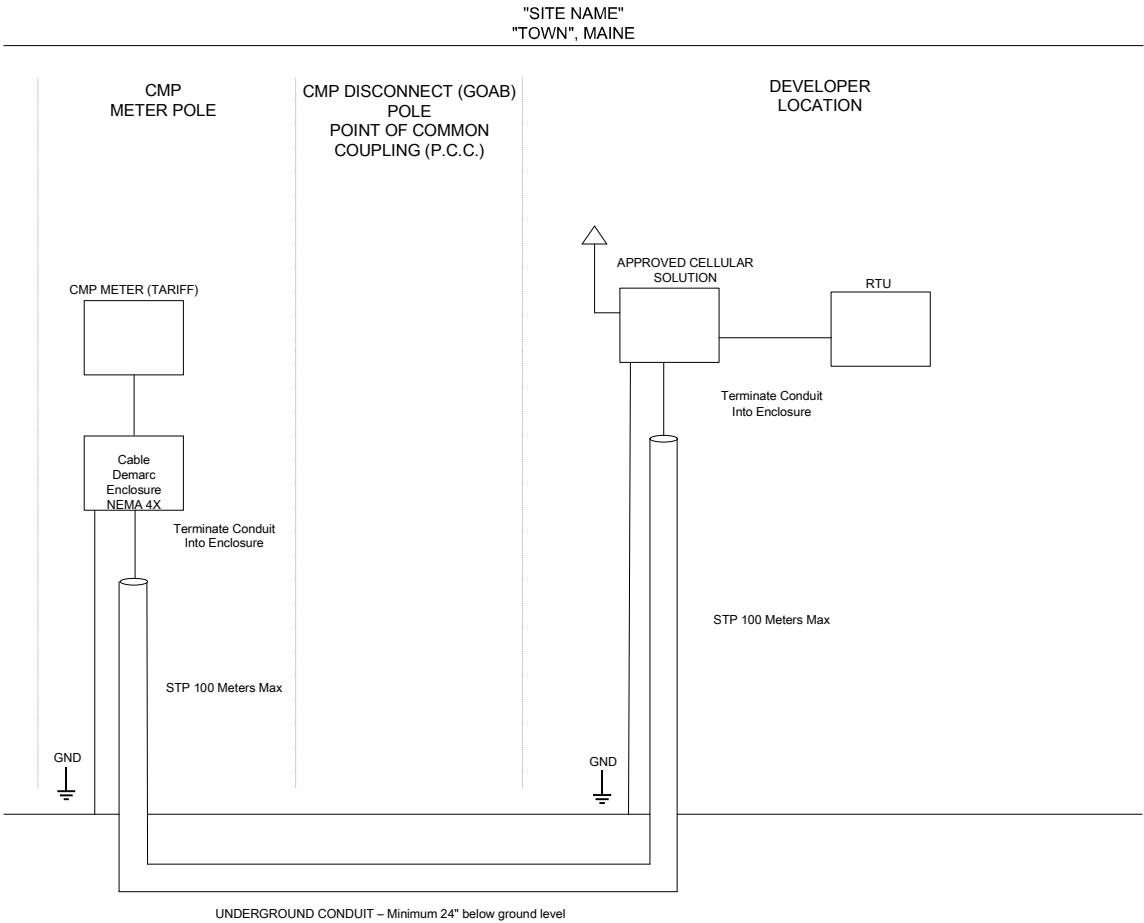 "SITE NAME"
"TOWN", MAINE
CMP
METER POLE
CMP DISCONNECT (GOAB)
POLE
POINT OF COMMON
COUPLING (P.C.C.)
DEVELOPER
LOCATION
CMP METER (TARIFF)
APPROVED CELLULAR
SOLUTION
RTU
Terminate Conduit
Into Enclosure
Cable
Demarc
Enclosure
NEMA 4X
Terminate Conduit
Into Enclosure
STP 100 Meters Max
STP 100 Meters Max
GND
GND
UNDERGROUND CONDUIT – Minimum 24" below ground level